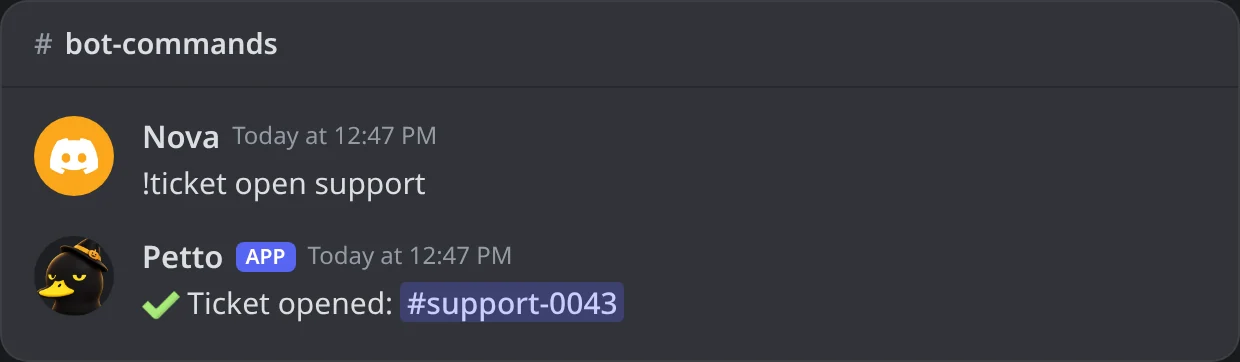 # bot-commands
Nova Today at 12:47 PM
!ticket open support
Petto APP Today at 12:47 PM
✔ Ticket opened: #support-0043